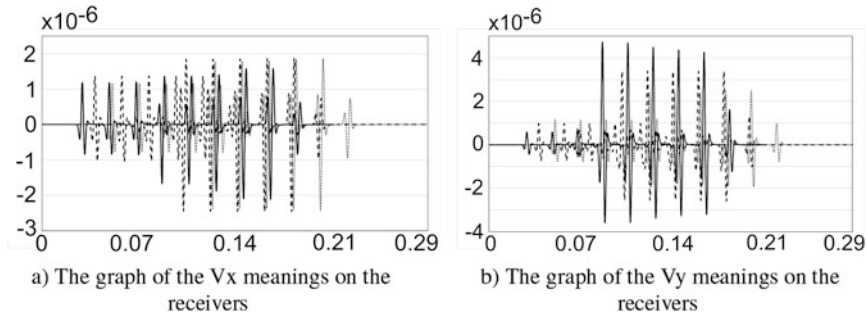 x10-6
2
1
0
-1
-2
-3
0 0.07 0.14 0.21 0.29
a) The graph of the Vx meanings on the
receivers
x10-6
4
2
0
-2
-4
0 0.07 0.14 0.21 0.29
b) The graph of the Vy meanings on the
receivers